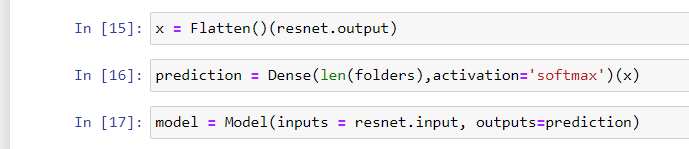 In [15]: x = Flatten()(resnet.output)
In [16]: prediction = Dense(len(folders),activation='softmax')(x)
In [17]: model = Model(inputs = resnet.input, outputs=prediction)